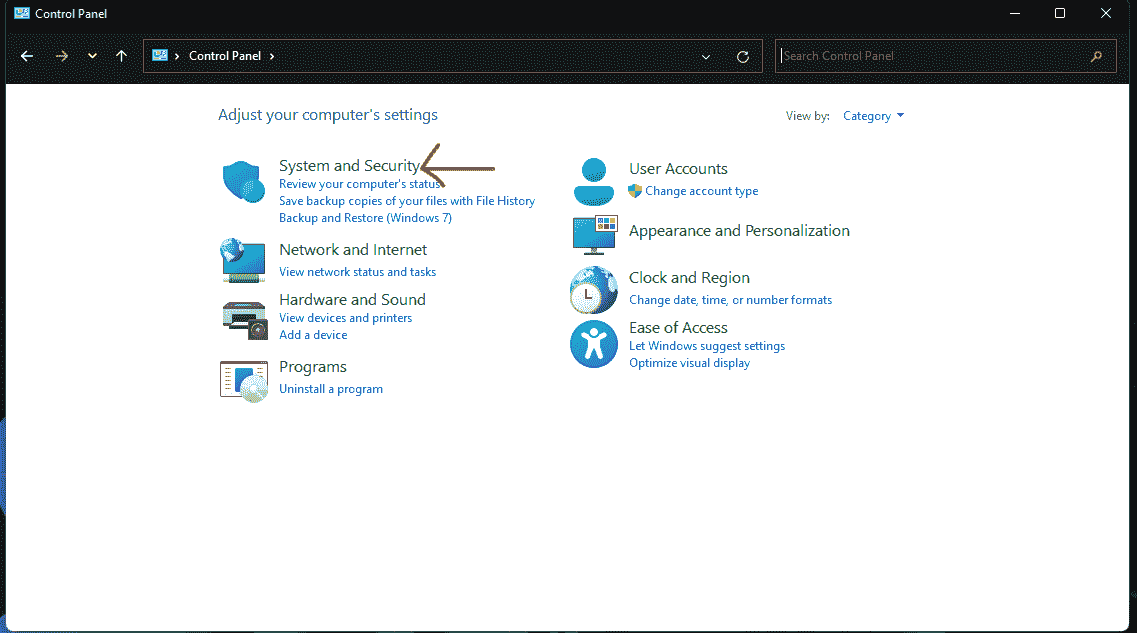 Control Panel
Control Panel
Search Control Panel
Adjust your computer's settings
View by: Category
System and Security
Review your computer's status
Save backup copies of your files with File History
Backup and Restore (Windows 7)
Network and Internet
View network status and tasks
Hardware and Sound
View devices and printers
Add a device
Programs
Uninstall a program
User Accounts
Change account type
Appearance and Personalization
Clock and Region
Change date, time, or number formats
Ease of Access
Let Windows suggest settings
Optimize visual display